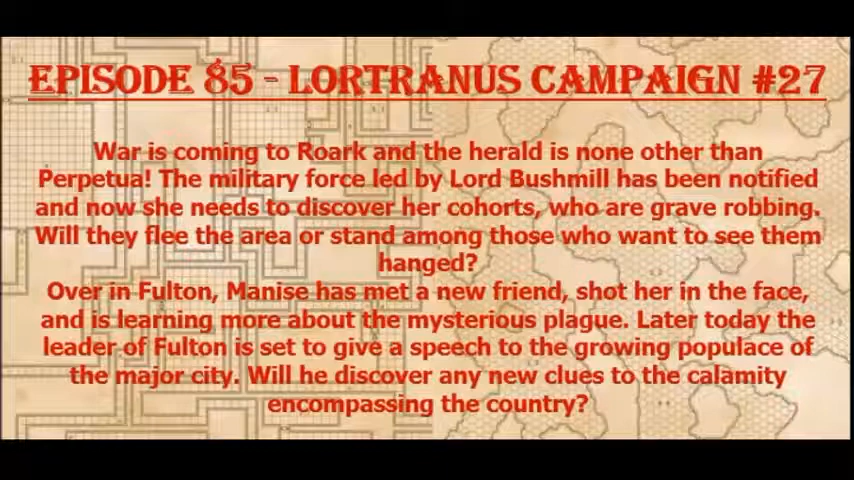 EPISODE 85 - LORTRANUS CAMPAIGN #27
War is coming to Roark and the herald is none other than
Perpetua! The military force led by Lord Bushmill has been notified
and now she needs to discover her cohorts, who are grave robbing.
Will they flee the area or stand among those who want to see them
hanged?
Over in Fulton, Manise has met a new friend, shot her in the face,
and is learning more about the mysterious plague. Later today the
leader of Fulton is set to give a speech to the growing populace of
the major city. Will he discover any new clues to the calamity
encompassing the country?